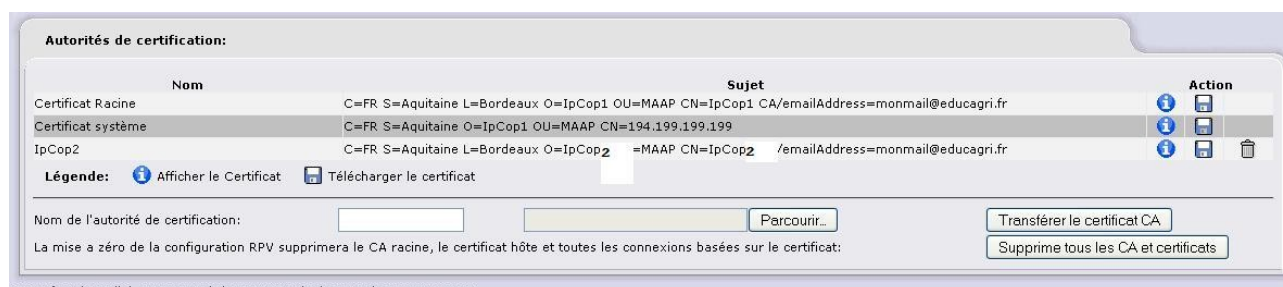 Autorités de certification:
Nom Sujet Action
Certificat Racine C=FR S=Aquitaine L=Bordeaux O=IpCop1 OU=MAAP CN=IpCop1 CA/emailAddress=monmail@educagri.fr
Certificat système C=FR S=Aquitaine O=IpCop1 OU=MAAP CN=194.199.199.199
IpCop2 C=FR S=Aquitaine L=Bordeaux O=IpCop2 =MAAP CN=IpCop2 /emailAddress=monmail@educagri.fr
Légende: Afficher le Certificat Télécharger le certificat
Nom de l'autorité de certification: Parcourir... Transférer le certificat CA
La mise a zéro de la configuration RPV supprimera le CA racine, le certificat hôte et toutes les connexions basées sur le certificat: Supprime tous les CA et certificats